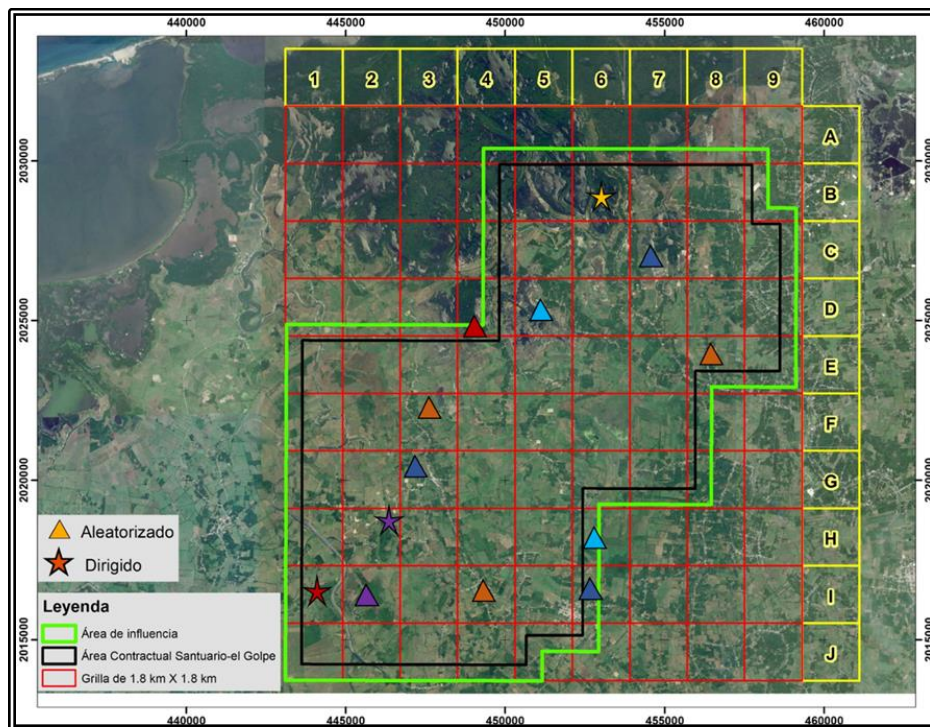 440000 445000 450000 455000 460000
1 2 3 4 5 6 7 8 9
A
2030000 2030000
B
C
D
2025000 2025000
E
F
G
2020000 2020000
H
I
2015000 2015000
J
Aleatorizado
Dirigido
Leyenda
Área de influencia
Área Contractual Santuario-el Golpe
Grilla de 1.8 km X 1.8 km
440000 445000 450000 455000 460000